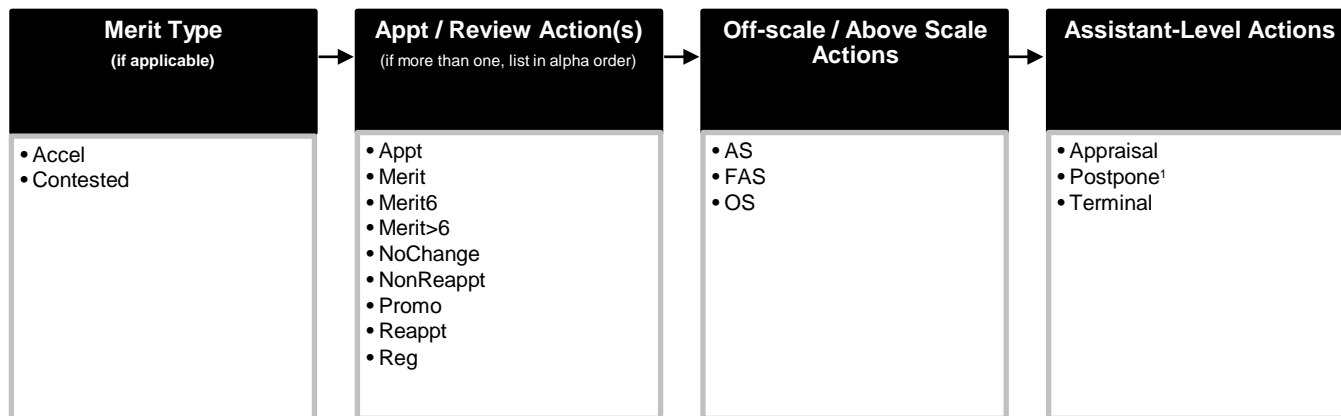 Merit Type
(if applicable)
• Accel
• Contested
Appt / Review Action(s)
(if more than one, list in alpha order)
• Appt
• Merit
• Merit6
• Merit>6
• NoChange
• NonReappt
• Promo
• Reappt
• Reg
Off-scale / Above Scale
Actions
• AS
• FAS
• OS
Assistant-Level Actions
• Appraisal
• Postpone¹
• Terminal